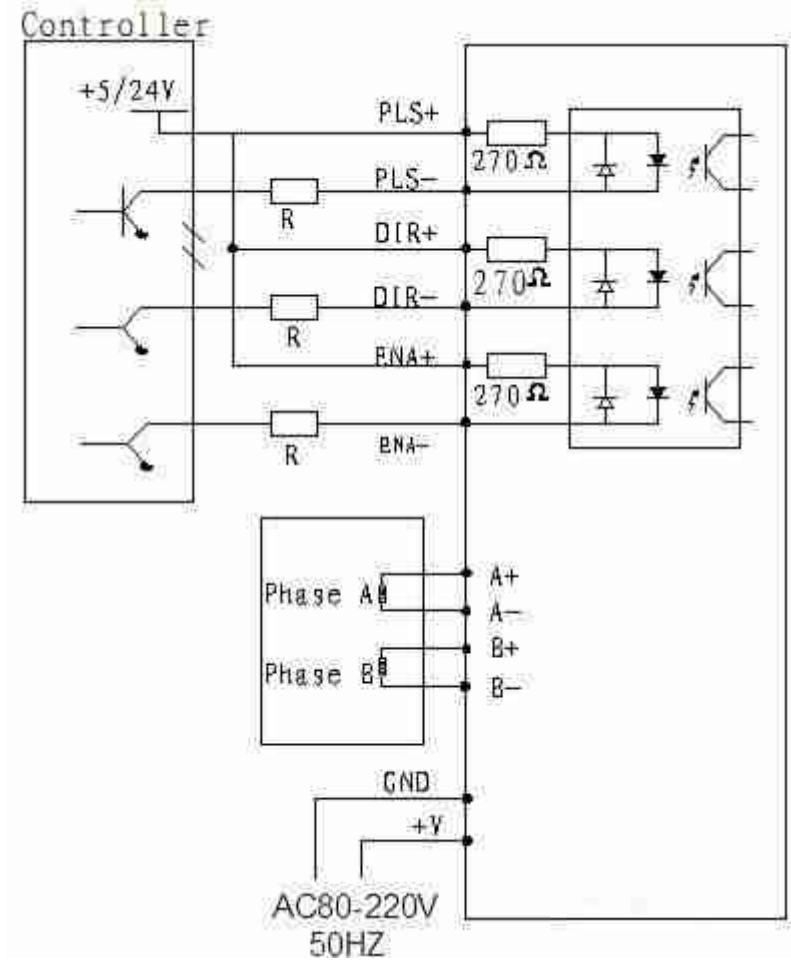 Controller
+5/24V
PLS+
270Ω
PLS-
R
DIR+
270Ω
DIR-
R
ENA+
270Ω
R
ENA-
Phase A
A+
A-
B+
Phase B
B-
GND
+V
AC80-220V
50HZ